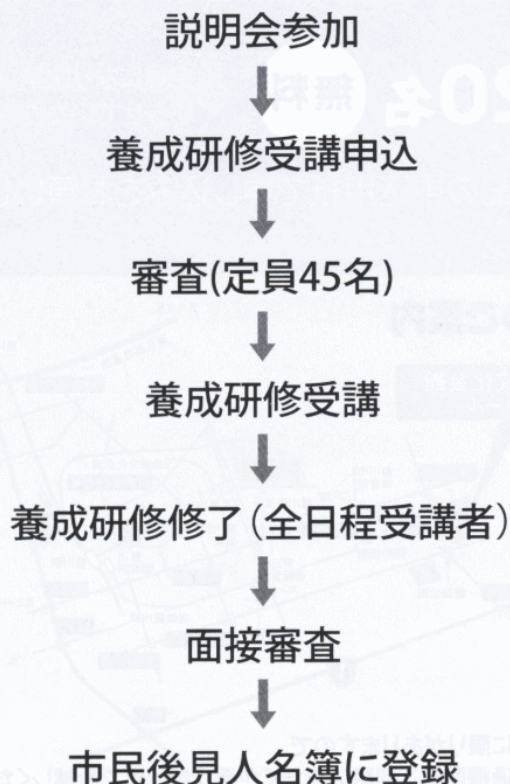 説明会参加
↓
養成研修受講申込
↓
審査(定員45名)
↓
養成研修受講
↓
養成研修修了(全日程受講者)
↓
面接審査
↓
市民後見人名簿に登録